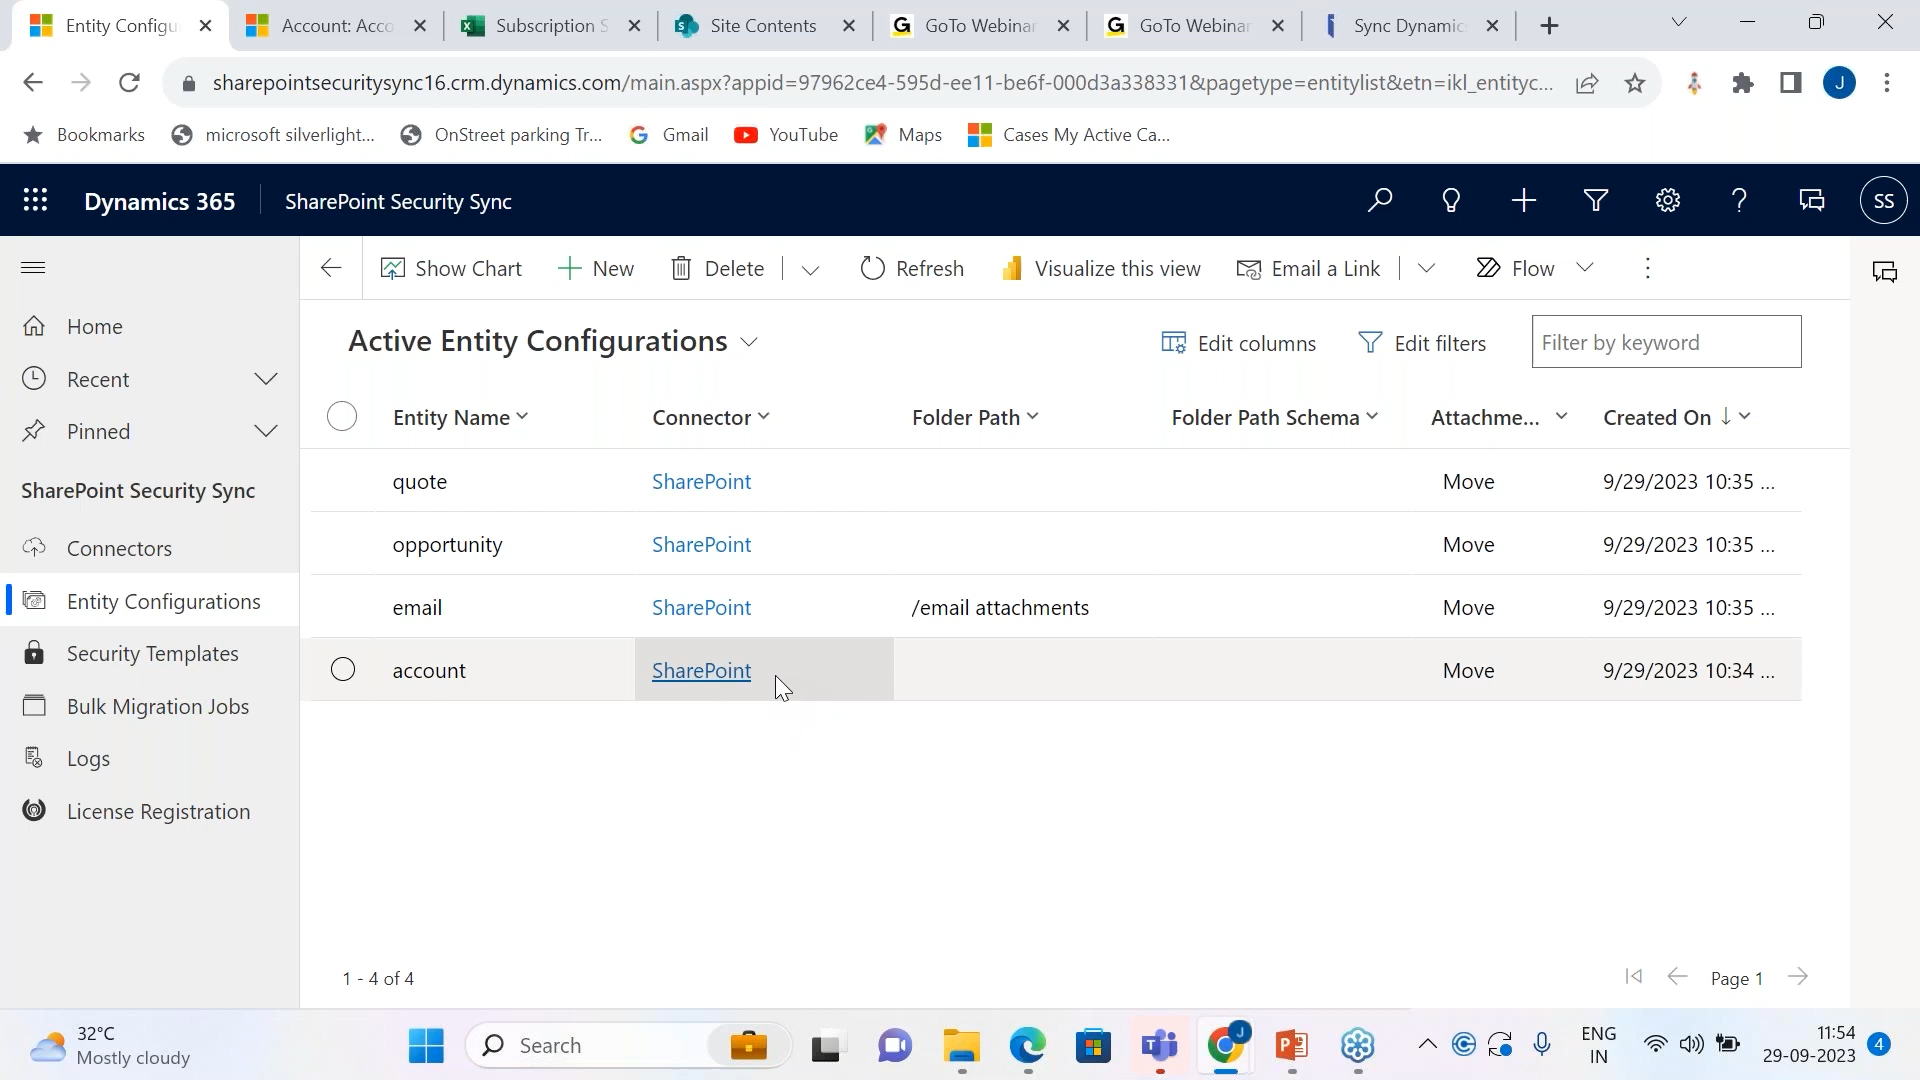 Entity Configu
Account: Acco
Subscription S
Site Contents
GoTo Webinar
GoTo Webinar
Sync Dynamic
sharepointsecuritysync16.crm.dynamics.com/main.aspx?appid=97962ce4-595d-ee11-be6f-000d3a338331&pagetype=entitylist&etn=ikl_entityc...
J
Bookmarks
microsoft silverlight...
OnStreet parking Tr...
Gmail
YouTube
Maps
Cases My Active Ca...
Dynamics 365
SharePoint Security Sync
SS
Show Chart
New
Delete
Refresh
Visualize this view
Email a Link
Flow
Home
Recent
Pinned
SharePoint Security Sync
Connectors
Entity Configurations
Security Templates
Bulk Migration Jobs
Logs
License Registration
Active Entity Configurations
Edit columns
Edit filters
Filter by keyword
Entity Name Connector Folder Path Folder Path Schema Attachme... Created On
quote SharePoint Move 9/29/2023 10:35 ...
opportunity SharePoint Move 9/29/2023 10:35 ...
email SharePoint /email attachments Move 9/29/2023 10:35 ...
account SharePoint Move 9/29/2023 10:34 ...
1 - 4 of 4
Page 1
32°C
Mostly cloudy
Search
J
ENG
IN
11:54
29-09-2023
4